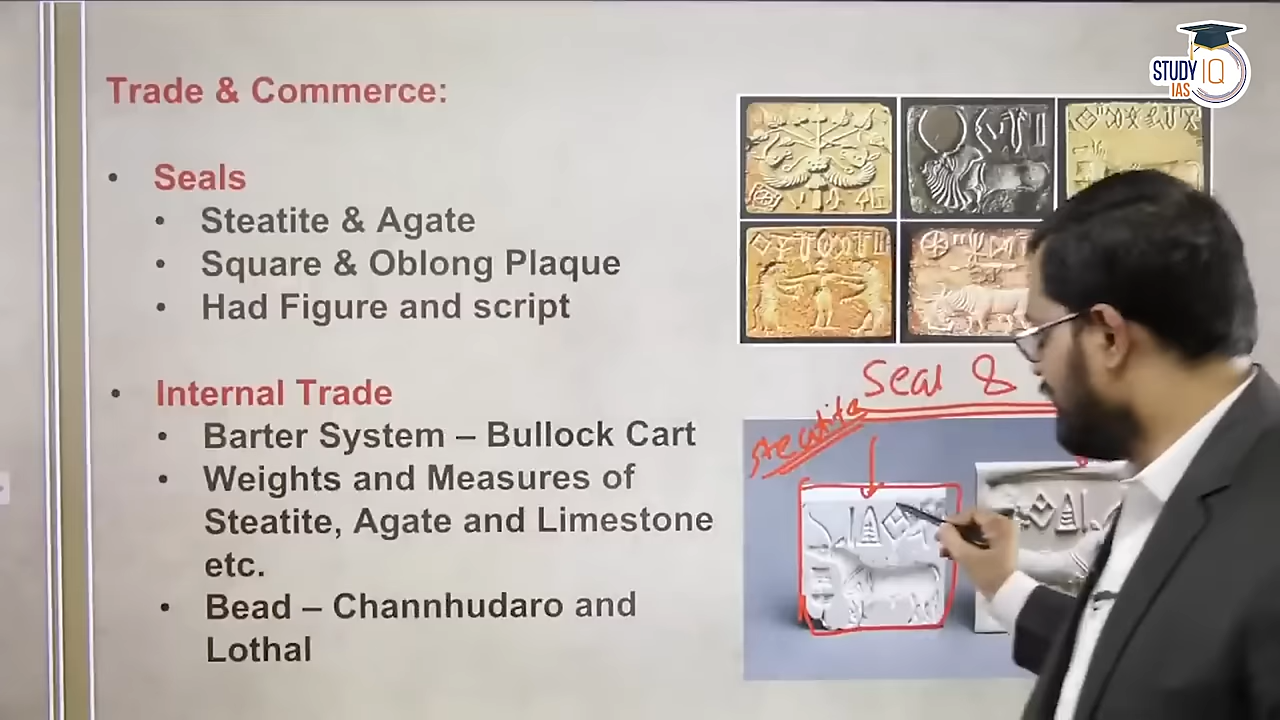 STUDY IQ
IAS
Trade & Commerce:
• Seals
• Steatite & Agate
• Square & Oblong Plaque
• Had Figure and script
• Internal Trade
• Barter System – Bullock Cart
• Weights and Measures of
Steatite, Agate and Limestone
etc.
• Bead – Channhudaro and
Lothal
Seal &
steatite